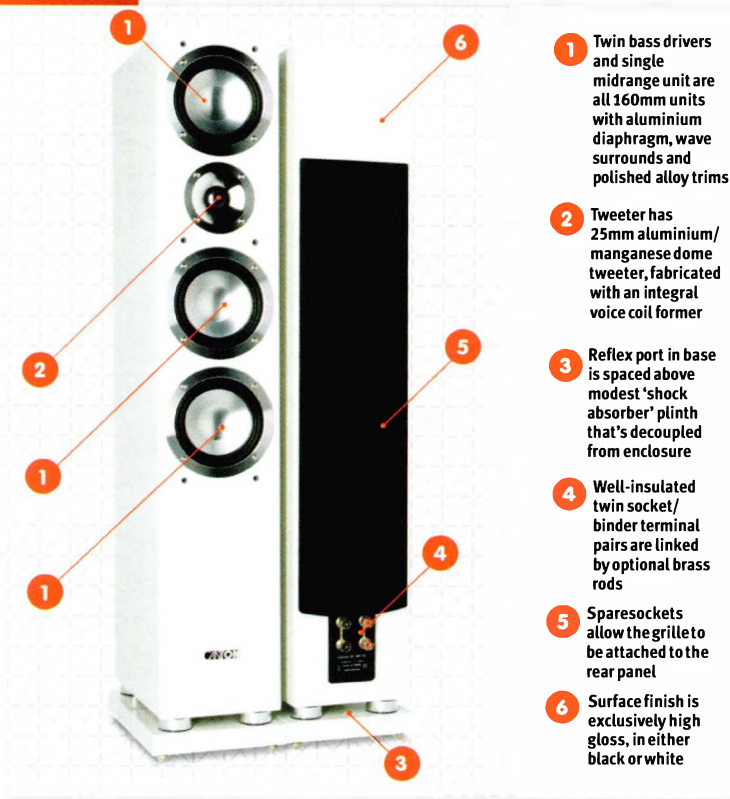 1
6
2
5
1
4
1
CANTON
3
1 Twin bass drivers
and single
midrange unit are
all 160mm units
with aluminium
diaphragm, wave
surrounds and
polished alloy trims
2 Tweeter has
25mm aluminium/
manganese dome
tweeter, fabricated
with an integral
voice coil former
3 Reflex port in base
is spaced above
modest ‘shock
absorber’ plinth
that's decoupled
from enclosure
4 Well-insulated
twin socket/
binder terminal
pairs are linked
by optional brass
rods
5 Sparesockets
allow the grille to
be attached to the
rear panel
6 Surface finish is
exclusively high
gloss, in either
black or white